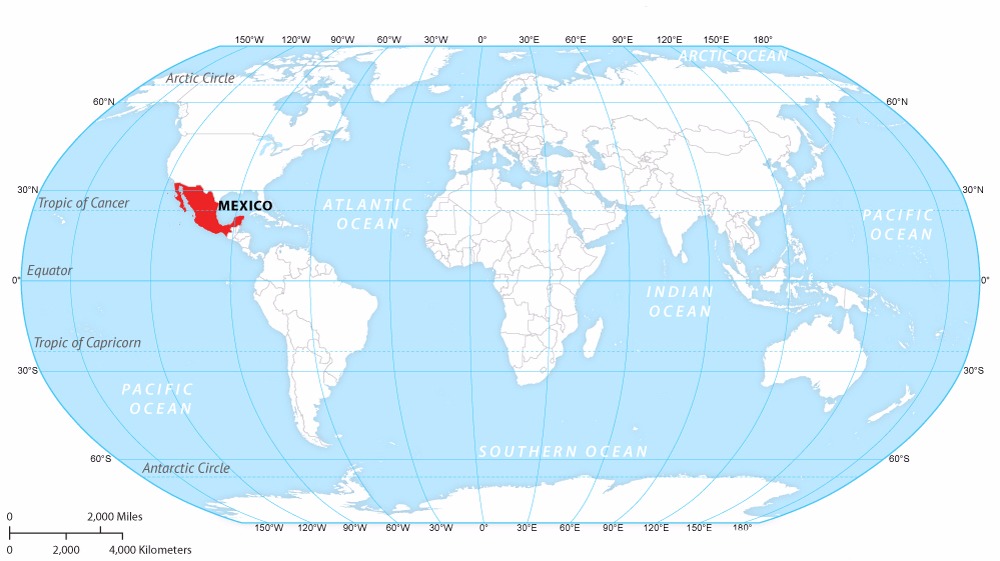 150°W 120°W 90°W 60°W 30°W 0° 30°E 60°E 90°E 120°E 150°E 180°
ARCTIC OCEAN
Arctic Circle
60°N 60°N
30°N 30°N
Tropic of Cancer
MEXICO
ATLANTIC
OCEAN
PACIFIC
OCEAN
Equator
0° 0°
INDIAN
OCEAN
Tropic of Capricorn
30°S 30°S
PACIFIC
OCEAN
SOUTHERN OCEAN
60°S 60°S
Antarctic Circle
150°W 120°W 90°W 60°W 30°W 0° 30°E 60°E 90°E 120°E 150°E 180°
0 2,000 Miles
0 2,000 4,000 Kilometers